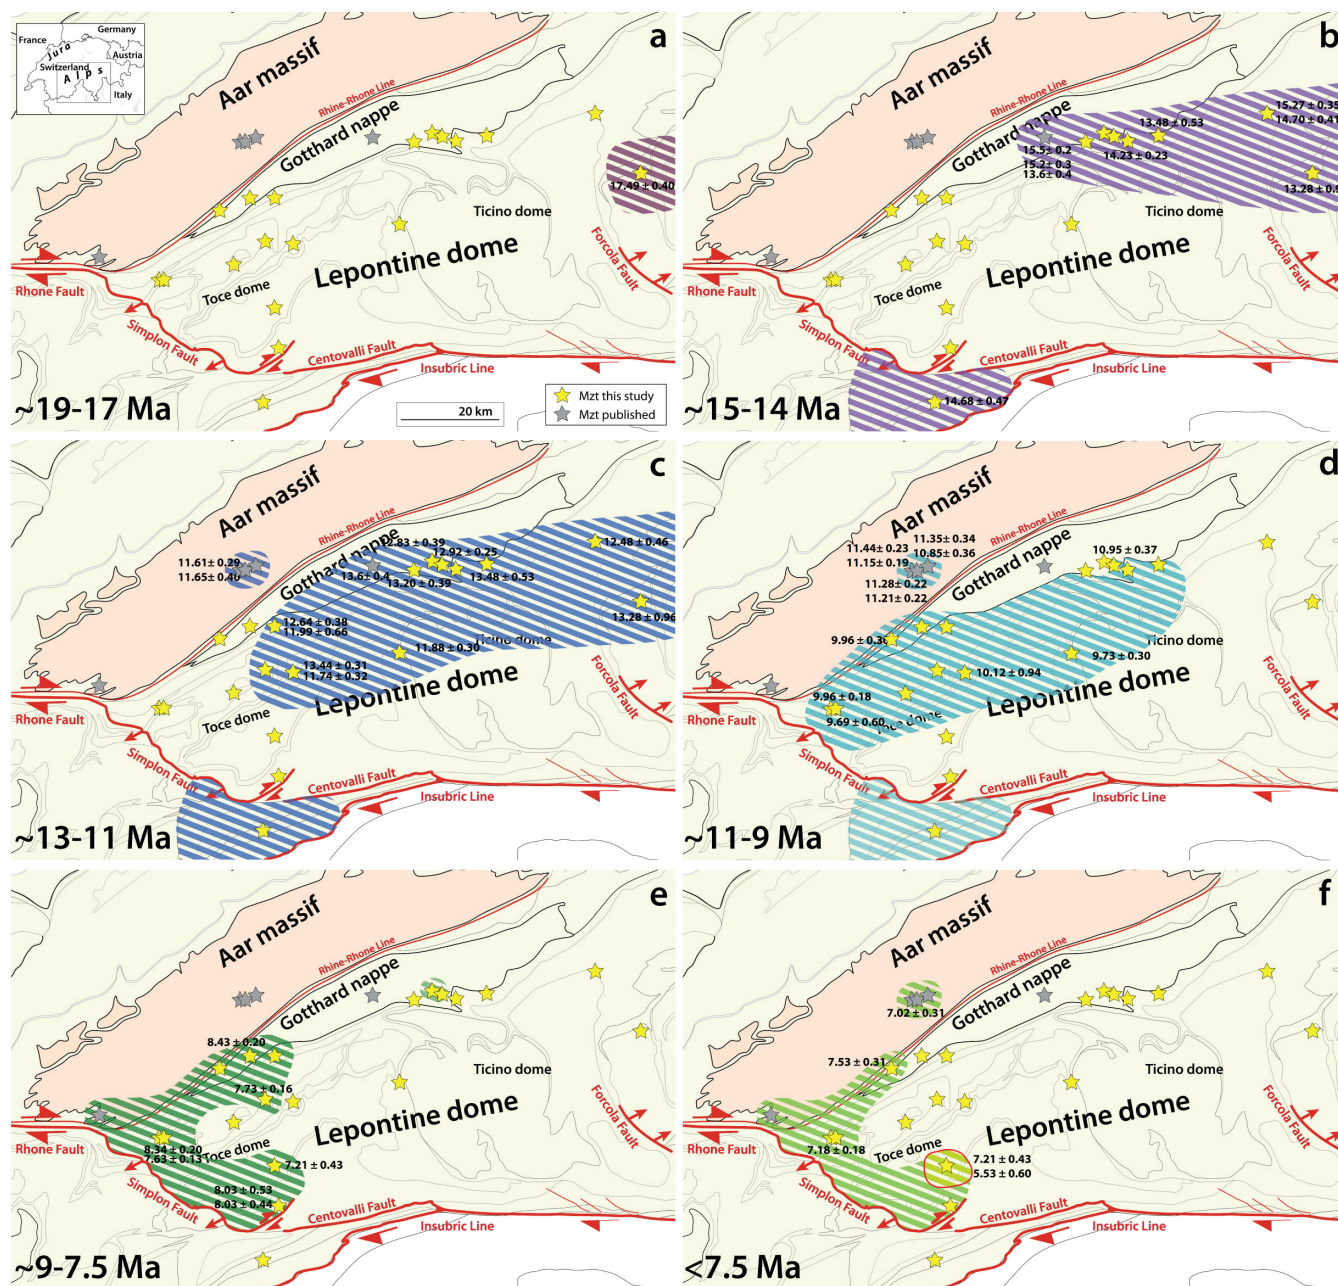 a
France
Germany
Jura
Switzerland
Austria
Alps
Italy
Aar massif
Rhine-Rhone Line
Gotthard nappe
17.49 ± 0.40
Ticino dome
Lepontine dome
Forcola Fault
Rhone Fault
Toce dome
Simplon Fault
Centovalli Fault
Insubric Line
~19-17 Ma
20 km
Mzt this study
Mzt published
b
Aar massif
Rhine-Rhone Line
Gotthard nappe
15.27 ± 0.35
14.70 ± 0.41
13.48 ± 0.53
14.23 ± 0.23
15.5± 0.2
15.2± 0.3
13.6± 0.4
13.28 ± 0.9
Ticino dome
Lepontine dome
Forcola Fault
Rhone Fault
Toce dome
Simplon Fault
Centovalli Fault
Insubric Line
14.68 ± 0.47
~15-14 Ma
c
Aar massif
Rhine-Rhone Line
Gotthard nappe
12.83 ± 0.39
12.92 ± 0.25
12.48 ± 0.46
11.61± 0.29
11.65± 0.40
13.6± 0.4
13.20 ± 0.39
13.48 ± 0.53
13.28 ± 0.96
12.64 ± 0.38
11.99 ± 0.66
11.88 ± 0.30
Ticino dome
13.44 ± 0.31
11.74 ± 0.32
Lepontine dome
Forcola Fault
Rhone Fault
Toce dome
Simplon Fault
Centovalli Fault
Insubric Line
~13-11 Ma
d
Aar massif
Rhine-Rhone Line
Gotthard nappe
11.35± 0.34
11.44± 0.23
10.85± 0.36
11.15± 0.19
11.28± 0.22
11.21± 0.22
10.95 ± 0.37
9.96 ± 0.36
Ticino dome
9.73 ± 0.30
10.12 ± 0.94
Lepontine dome
Forcola Fault
9.96 ± 0.18
9.69 ± 0.60
Rhone Fault
Toce dome
Simplon Fault
Centovalli Fault
Insubric Line
~11-9 Ma
e
Aar massif
Rhine-Rhone Line
Gotthard nappe
8.43 ± 0.20
7.73 ± 0.16
Ticino dome
Lepontine dome
Forcola Fault
Rhone Fault
8.34 ± 0.20
7.63 ± 0.13
Toce dome
7.21 ± 0.43
8.03 ± 0.53
8.03 ± 0.44
Simplon Fault
Centovalli Fault
Insubric Line
~9-7.5 Ma
f
Aar massif
Rhine-Rhone Line
Gotthard nappe
7.02 ± 0.31
7.53 ± 0.31
Ticino dome
Lepontine dome
Forcola Fault
Rhone Fault
7.18 ± 0.18
Toce dome
7.21 ± 0.43
5.53 ± 0.60
Simplon Fault
Centovalli Fault
Insubric Line
<7.5 Ma